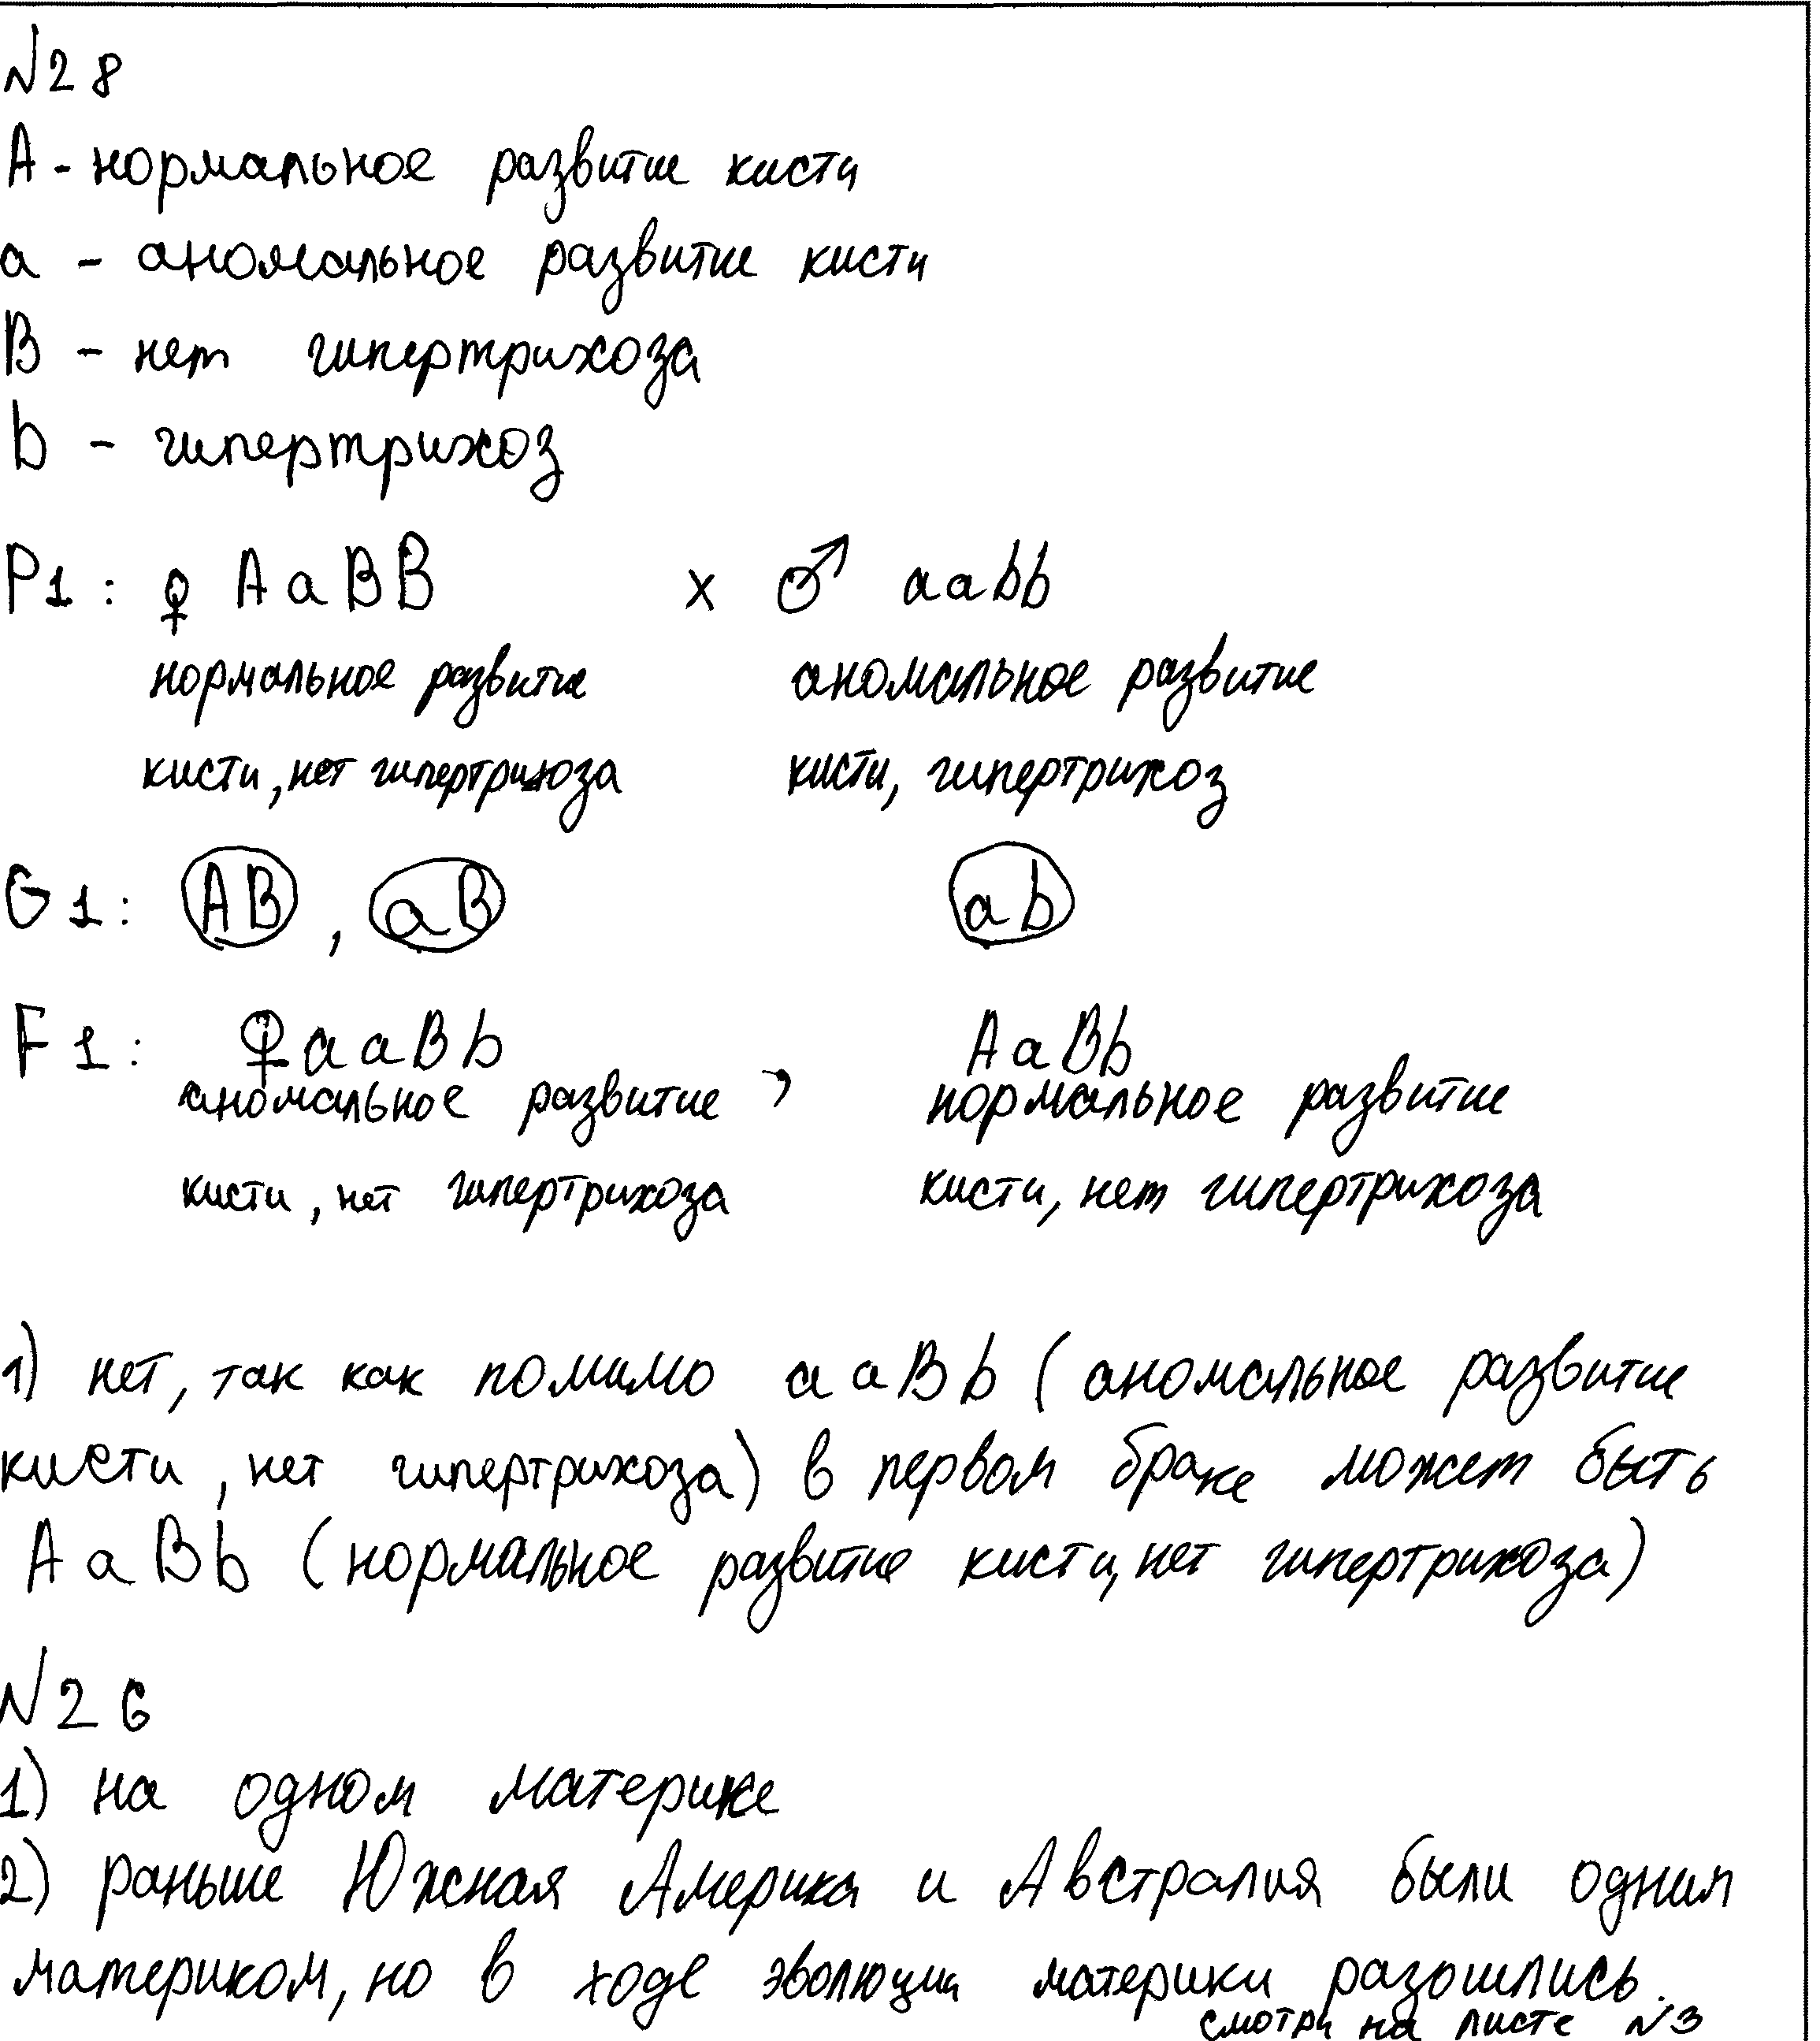 №28
A - нормальное развитие кисти
a - аномальное развитие кисти
B - нет гипертрихоза
b - гипертрихоз
P1: ♀ AaBB x ♂ aabb
нормальное развитие аномальное развитие
кисти, нет гипертрихоза кисти, гипертрихоз
G1: AB, aB ab
F1: ♀aaBb , AaBb
аномальное развитие нормальное развитие
кисти, нет гипертрихоза кисти, нет гипертрихоза
1) нет, так как помимо aaBb (аномальное развитие
кисти, нет гипертрихоза) в первом браке может быть
AaBb (нормальное развитие кисти, нет гипертрихоза)
№26
1) на одном материке
2) раньше Южная Америка и Австралия были одним
материком, но в ходе эволюции материки разошлись.
смотри на листе №3